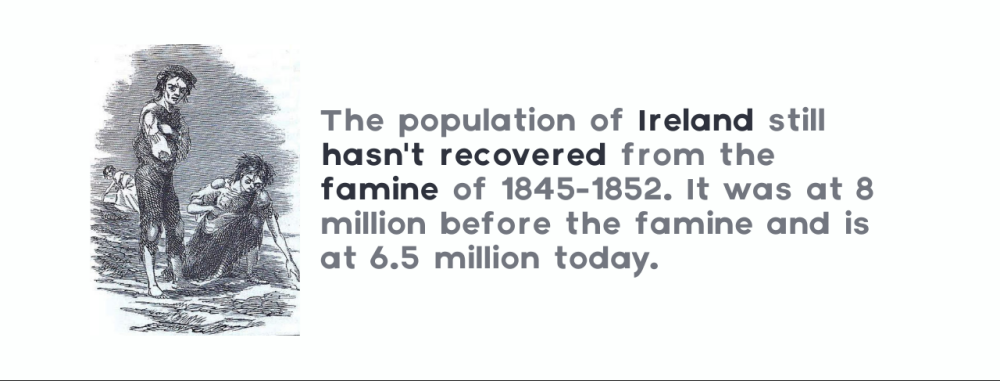 The population of Ireland still
hasn't recovered from the
famine of 1845-1852. It was at 8
million before the famine and is
at 6.5 million today.